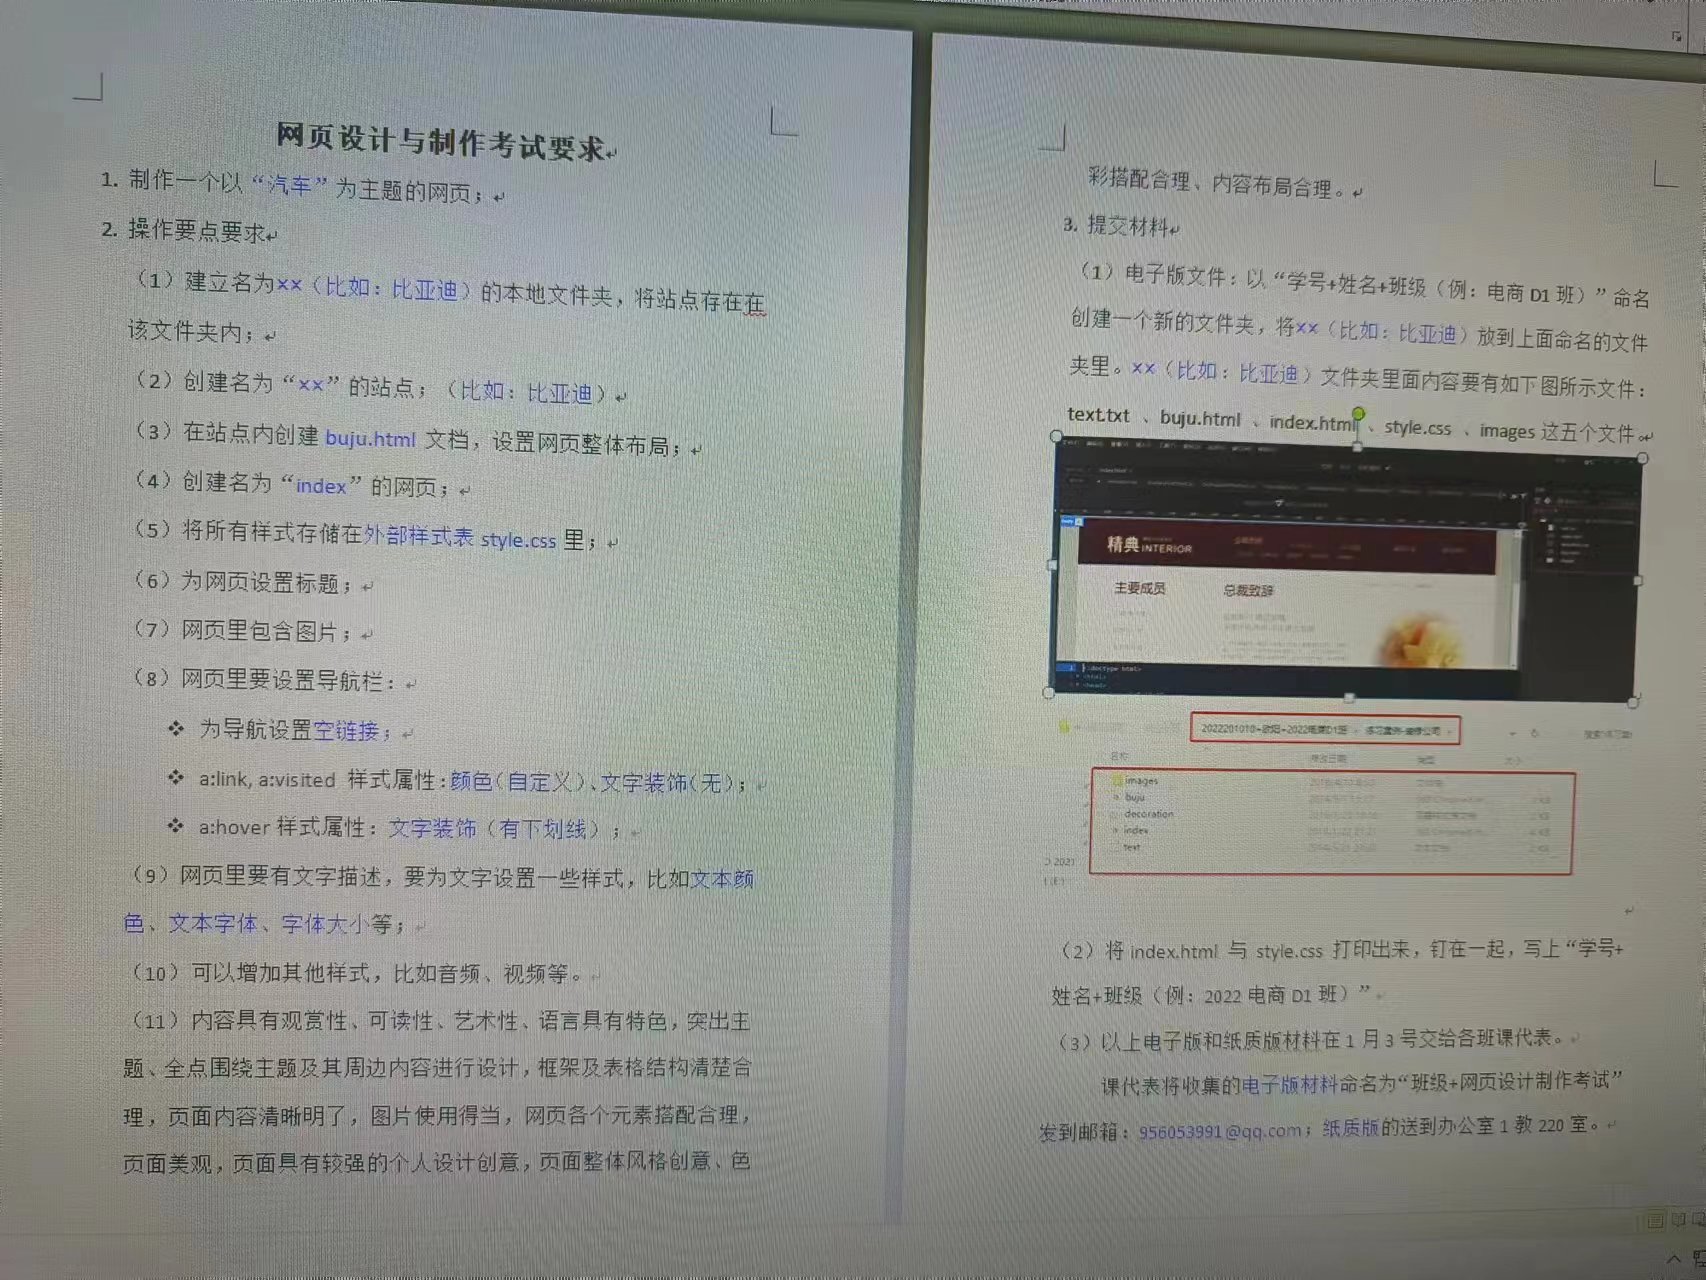 网页设计与制作考试要求
1. 制作一个以“汽车”为主题的网页；
2. 操作要点要求
（1）建立名为××（比如：比亚迪）的本地文件夹，将站点存在在
该文件夹内；
（2）创建名为“××”的站点；（比如：比亚迪）
（3）在站点内创建 buju.html 文档，设置网页整体布局；
（4）创建名为“index”的网页；
（5）将所有样式存储在外部样式表 style.css 里；
（6）为网页设置标题；
（7）网页里包含图片；
（8）网页里要设置导航栏：
❖ 为导航设置空链接；
❖ a:link, a:visited 样式属性：颜色（自定义）、文字装饰（无）；
❖ a:hover 样式属性：文字装饰（有下划线）；
（9）网页里要有文字描述，要为文字设置一些样式，比如文本颜
色、文本字体、字体大小等；
（10）可以增加其他样式，比如音频、视频等。
（11）内容具有观赏性、可读性、艺术性、语言具有特色，突出主
题、全点围绕主题及其周边内容进行设计，框架及表格结构清楚合
理，页面内容清晰明了，图片使用得当，网页各个元素搭配合理，
页面美观，页面具有较强的个人设计创意，页面整体风格创意、色
彩搭配合理、内容布局合理。
3. 提交材料
（1）电子版文件：以“学号+姓名+班级（例：电商 D1 班）”命名
创建一个新的文件夹，将××（比如：比亚迪）放到上面命名的文件
夹里。××（比如：比亚迪）文件夹里面内容要有如下图所示文件：
text.txt 、buju.html 、index.html 、style.css 、images 这五个文件。
精典 INTERIOR
主要成员 总裁致辞
<!doctype html>
名称 修改日期 类型 大小
images
buju
decoration
index
text
（2）将 index.html 与 style.css 打印出来，钉在一起，写上“学号+
姓名+班级（例：2022 电商 D1 班）”
（3）以上电子版和纸质版材料在 1 月 3 号交给各班课代表。
课代表将收集的电子版材料命名为“班级+网页设计制作考试”
发到邮箱：956053991@qq.com；纸质版的送到办公室 1 教 220 室。